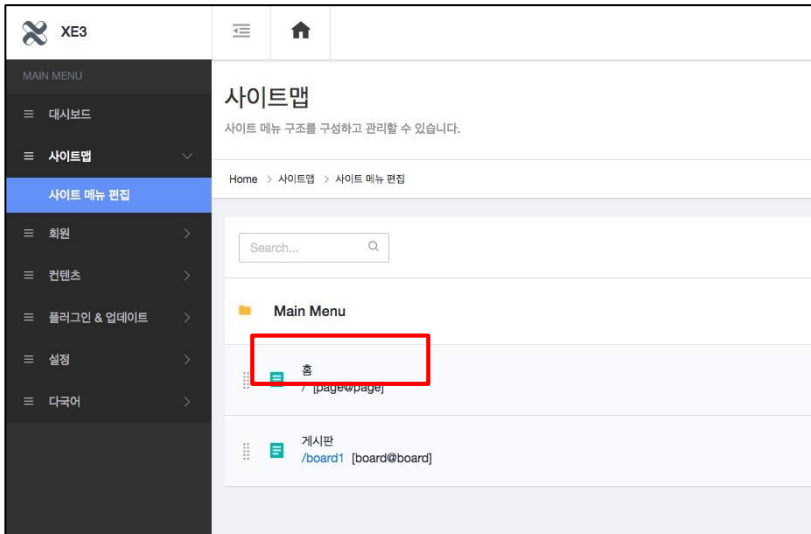 XE3
MAIN MENU
대시보드
사이트맵
사이트 메뉴 편집
회원
컨텐츠
플러그인 & 업데이트
설정
다국어
사이트맵
사이트 메뉴 구조를 구성하고 관리할 수 있습니다.
Home > 사이트맵 > 사이트 메뉴 편집
Search...
Main Menu
홈
/ [page@page]
게시판
/board1 [board@board]